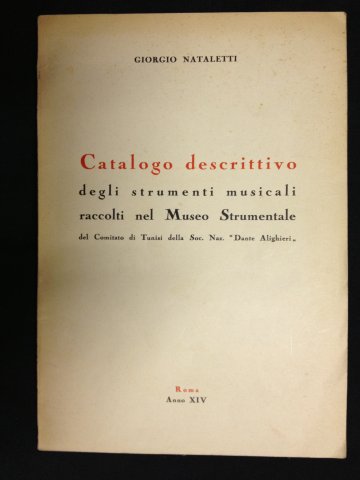 GIORGIO NATALETTI
Catalogo descrittivo
degli strumenti musicali
raccolti nel Museo Strumentale
del Comitato di Tunisi della Soc. Naz. "Dante Alighieri„
Roma
Anno XIV